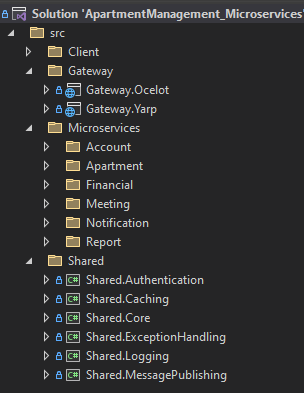 Solution 'ApartmentManagement_Microservices'
src
Client
Gateway
Gateway.Ocelot
Gateway.Yarp
Microservices
Account
Apartment
Financial
Meeting
Notification
Report
Shared
C# Shared.Authentication
C# Shared.Caching
C# Shared.Core
C# Shared.ExceptionHandling
C# Shared.Logging
C# Shared.MessagePublishing